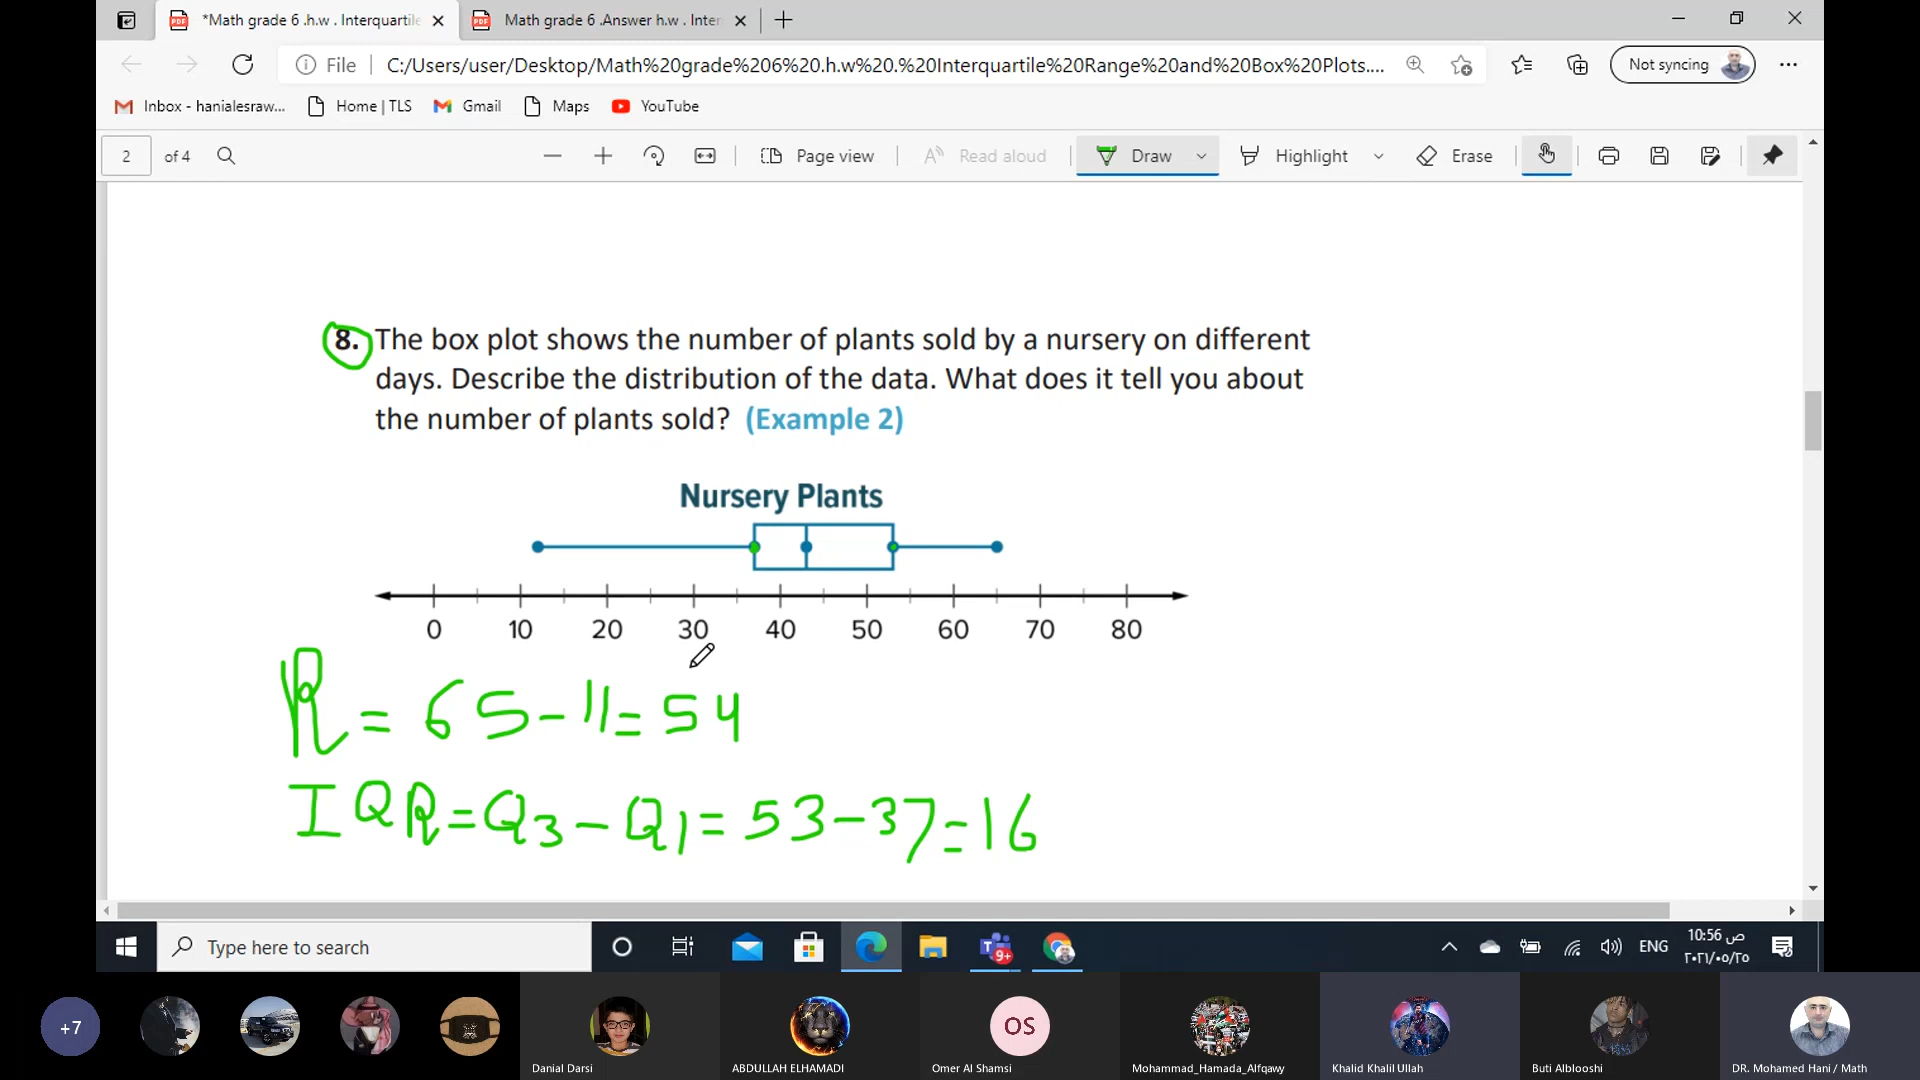 *Math grade 6 .h.w . Interquartile
Math grade 6 .Answer h.w . Inter
File
C:/Users/user/Desktop/Math%20grade%206%20.h.w%20.%20Interquartile%20Range%20and%20Box%20Plots....
Not syncing
Inbox - hanialesraw...
Home | TLS
Gmail
Maps
YouTube
2 of 4
Page view
Read aloud
Draw
Highlight
Erase
8. The box plot shows the number of plants sold by a nursery on different
days. Describe the distribution of the data. What does it tell you about
the number of plants sold? (Example 2)
Nursery Plants
0 10 20 30 40 50 60 70 80
R = 65-11=54
IQR=Q3-Q1=53-37=16
Type here to search
9+
ENG
10:56 ص
٢٠٢١/٠٥/٢٥
+7
OS
Danial Darsi
ABDULLAH ELHAMADI
Omer Al Shamsi
Mohammad_Hamada_Alfqawy
Khalid Khalil Ullah
Buti Alblooshi
DR. Mohamed Hani / Math